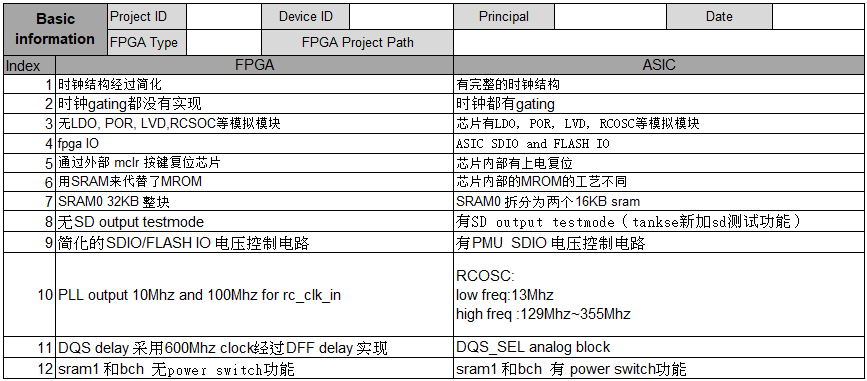 Basic information
Project ID
Device ID
Principal
Date
FPGA Type
FPGA Project Path
Index FPGA ASIC
1 时钟结构经过简化 有完整的时钟结构
2 时钟gating都没有实现 时钟都有gating
3 无LDO, POR, LVD,RCSOC等模拟模块 芯片有LDO, POR, LVD, RCOSC等模拟模块
4 fpga IO ASIC SDIO and FLASH IO
5 通过外部 mclr 按键复位芯片 芯片内部有上电复位
6 用SRAM来代替了MROM 芯片内部的MROM的工艺不同
7 SRAM0 32KB 整块 SRAM0 拆分为两个16KB sram
8 无SD output testmode 有SD output testmode（tankse新加sd测试功能）
9 简化的SDIO/FLASH IO 电压控制电路 有PMU SDIO 电压控制电路
10 PLL output 10Mhz and 100Mhz for rc_clk_in
RCOSC:
low freq:13Mhz
high freq :129Mhz~355Mhz
11 DQS delay 采用600Mhz clock经过DFF delay 实现 DQS_SEL analog block
12 sram1 和bch 无power switch功能 sram1 和bch 有 power switch功能